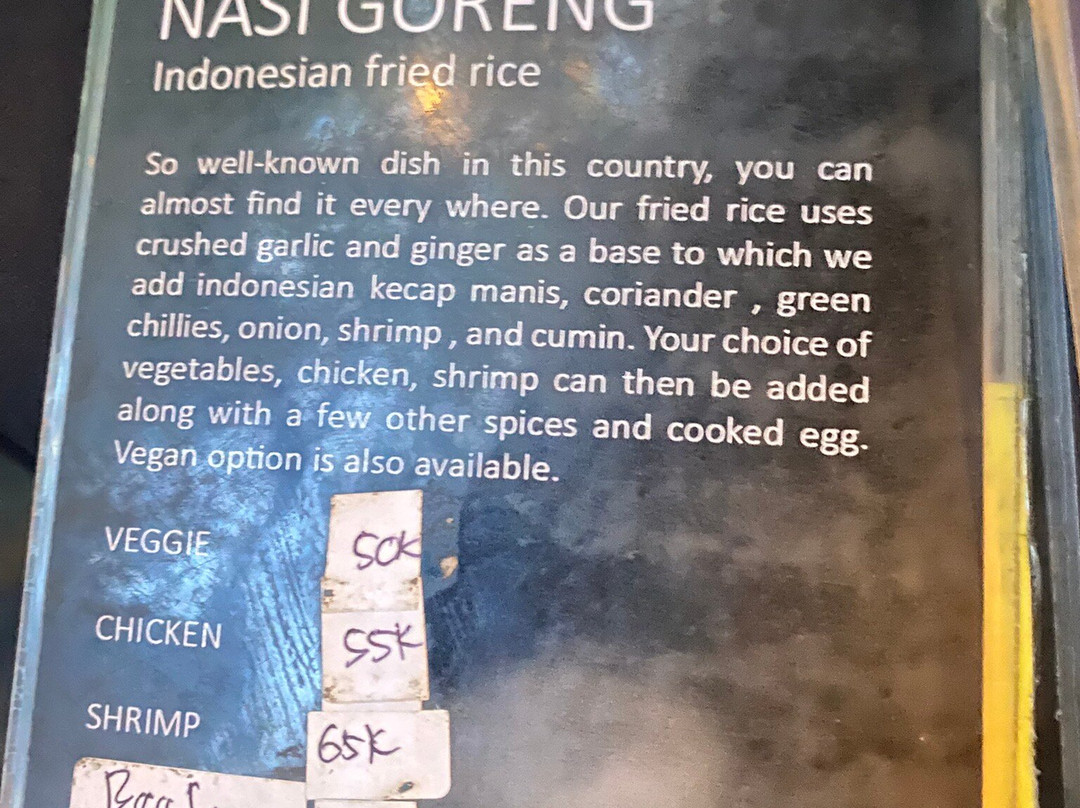 NASI GORENG
Indonesian fried rice
So well-known dish in this country, you can
almost find it every where. Our fried rice uses
crushed garlic and ginger as a base to which we
add indonesian kecap manis, coriander , green
chillies, onion, shrimp , and cumin. Your choice of
vegetables, chicken, shrimp can then be added
along with a few other spices and cooked egg.
Vegan option is also available.
VEGGIE 50K
CHICKEN 55K
SHRIMP 65K